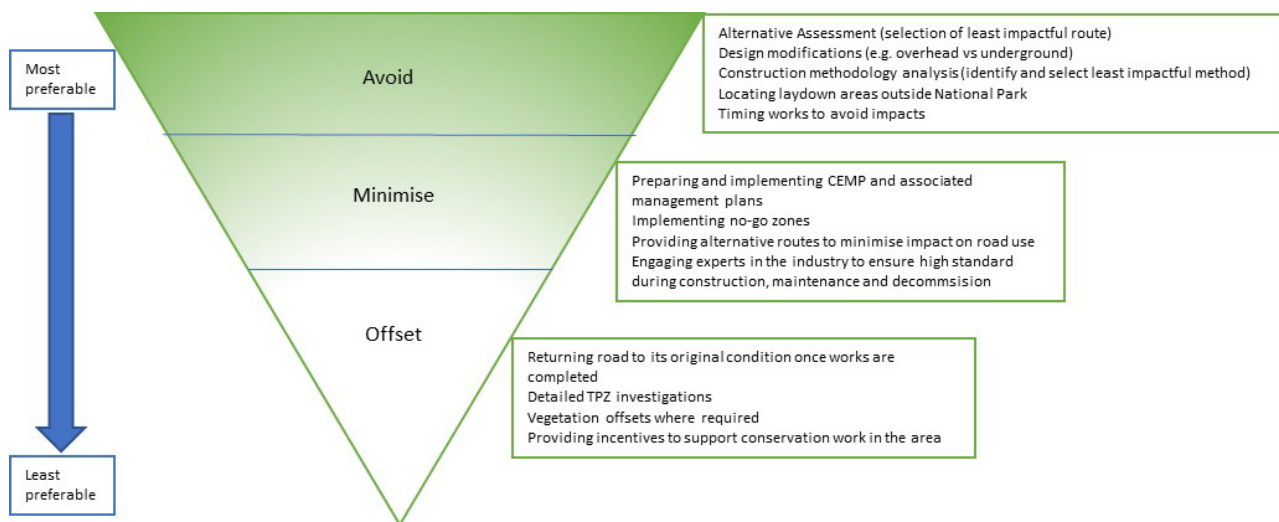 Most
preferable
Avoid
Alternative Assessment (selection of least impactful route)
Design modifications (e.g. overhead vs underground)
Construction methodology analysis (identify and select least impactful method)
Locating laydown areas outside National Park
Timing works to avoid impacts
Minimise
Preparing and implementing CEMP and associated
management plans
Implementing no-go zones
Providing alternative routes to minimise impact on road use
Engaging experts in the industry to ensure high standard
during construction, maintenance and decommsision
Offset
Returning road to its original condition once works are
completed
Detailed TPZ investigations
Vegetation offsets where required
Providing incentives to support conservation work in the area
Least
preferable